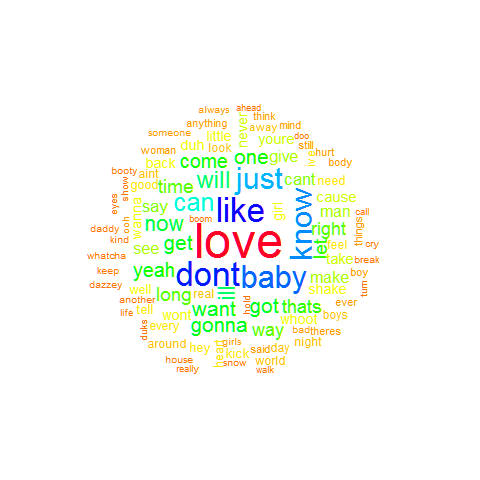 always ahead
anything think
someone little never away mind
woman duh look youre doo still
back come one give we hurt
booty aint will just cant need body
eyes show good time can like girl know cause
wanna say man call
daddy ooh now boom love let right things
kind see get feel cry
whatcha yeah dont baby take break
keep make boy
dazzey well long real ill hold got shake turn
another want thats ever
life tell wont gonna way whoot boys
duks every bad theres
around hey heart girls said day night
house kick world
really snow walk